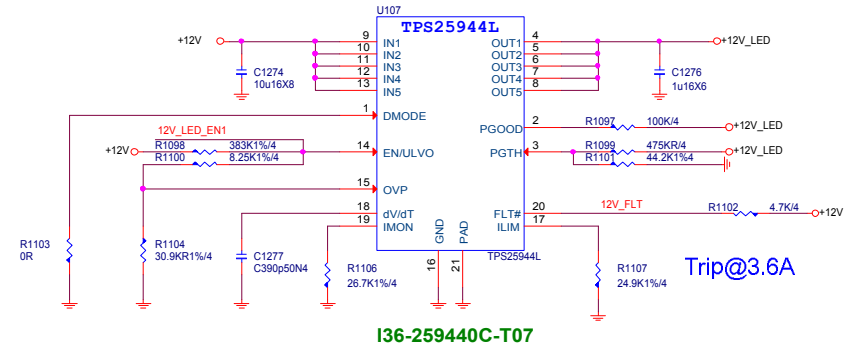 U107
TPS25944L
+12V
9 IN1 OUT1 4 +12V_LED
10 IN2 OUT2 5
11 IN3 OUT3 6
12 IN4 OUT4 7
13 IN5 OUT5 8
C1274
10u16X8
C1276
1u16X6
1 DMODE
PGOOD 2 R1097 100K/4 +12V_LED
12V_LED_EN1
+12V R1098 383K1%/4
R1100 8.25K1%/4
14 EN/ULVO
PGTH 3 R1099 475KR/4 +12V_LED
R1101 44.2K1%4
15 OVP
18 dV/dT FLT# 20 12V_FLT R1102 4.7K/4 +12V
19 IMON ILIM 17
GND PAD
16 21
TPS25944L
R1103
0R
R1104
30.9KR1%/4
C1277
C390p50N4
R1106
26.7K1%/4
R1107
24.9K1%/4
Trip@3.6A
I36-259440C-T07